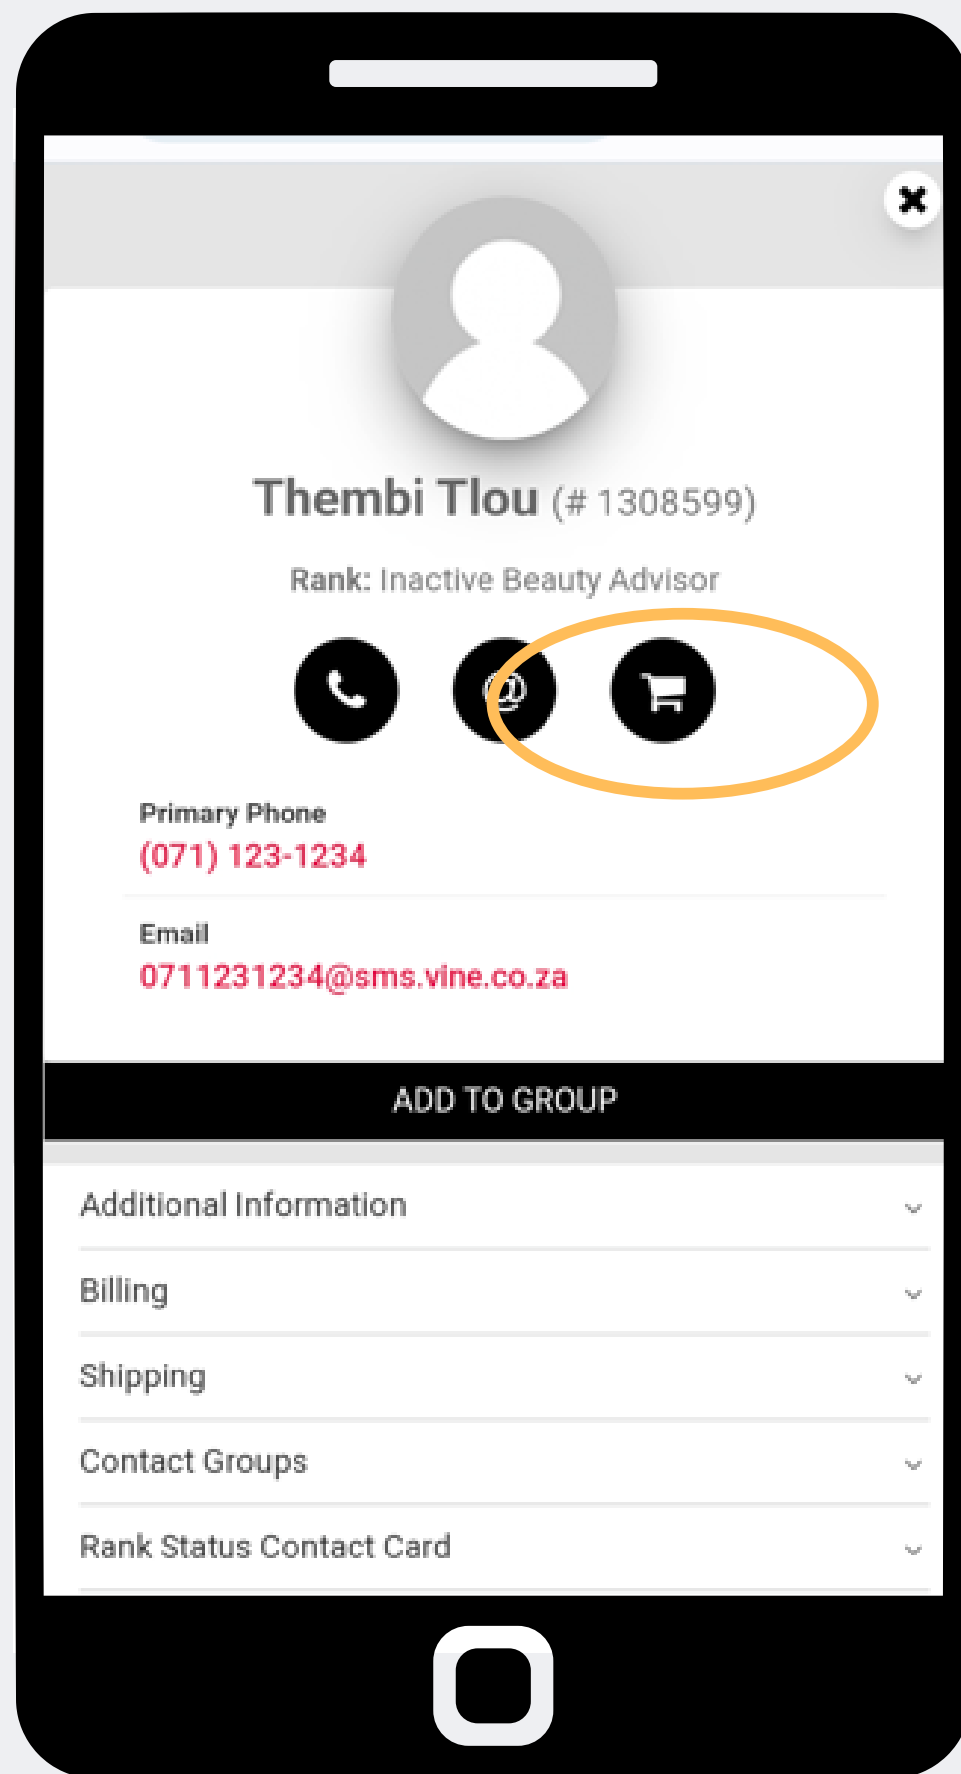 Thembi Tlou (# 1308599)
Rank: Inactive Beauty Advisor
@
Primary Phone
(071) 123-1234
Email
0711231234@sms.vine.co.za
ADD TO GROUP
Additional Information
Billing
Shipping
Contact Groups
Rank Status Contact Card